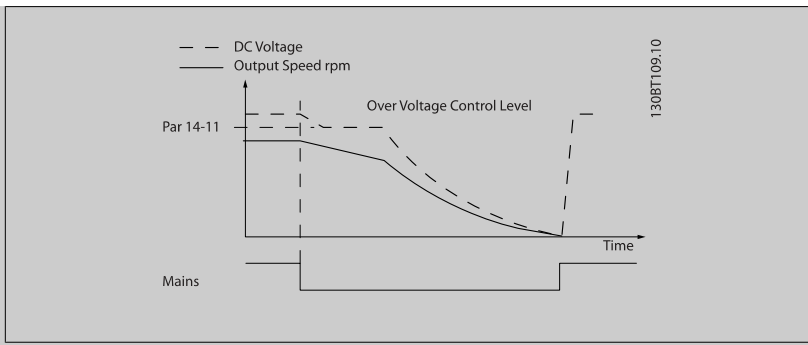 DC Voltage
Output Speed rpm
130BT109.10
Over Voltage Control Level
Par 14-11
Time
Mains